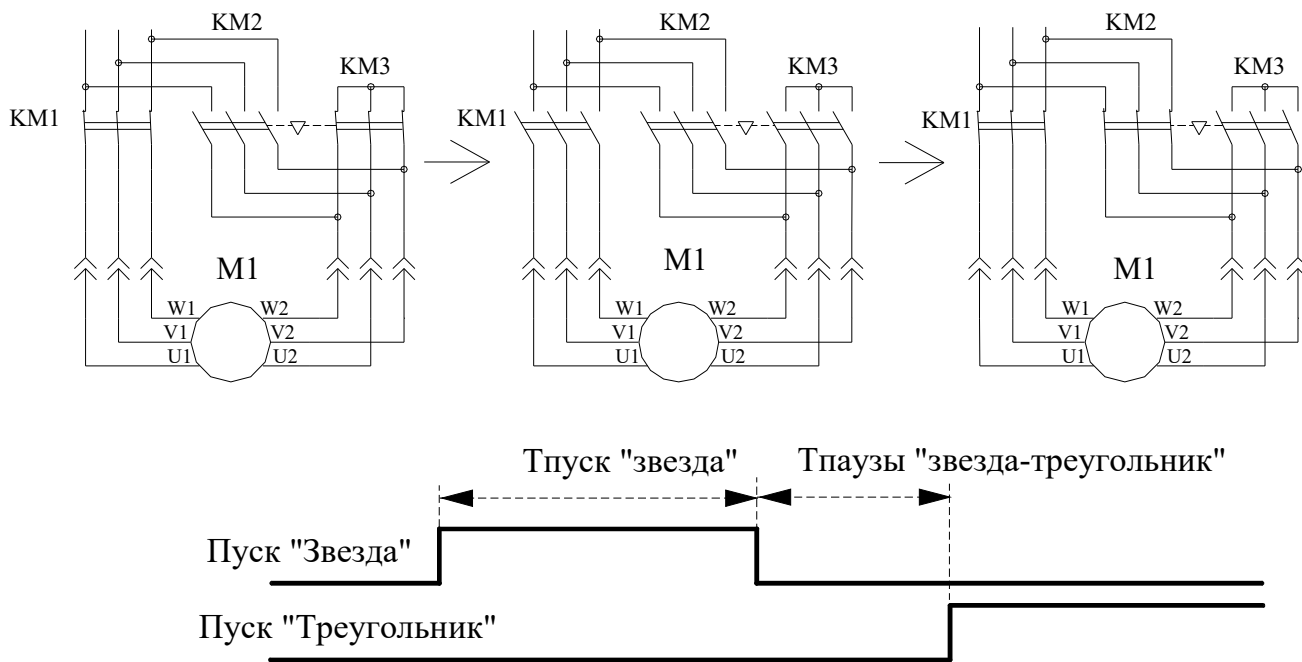 KM2 KM2 KM2
KM3 KM3 KM3
KM1 KM1 KM1
M1 M1 M1
W1 W2 W1 W2 W1 W2
V1 V2 V1 V2 V1 V2
U1 U2 U1 U2 U1 U2
Тпуск "звезда" Тпаузы "звезда-треугольник"
Пуск "Звезда"
Пуск "Треугольник"